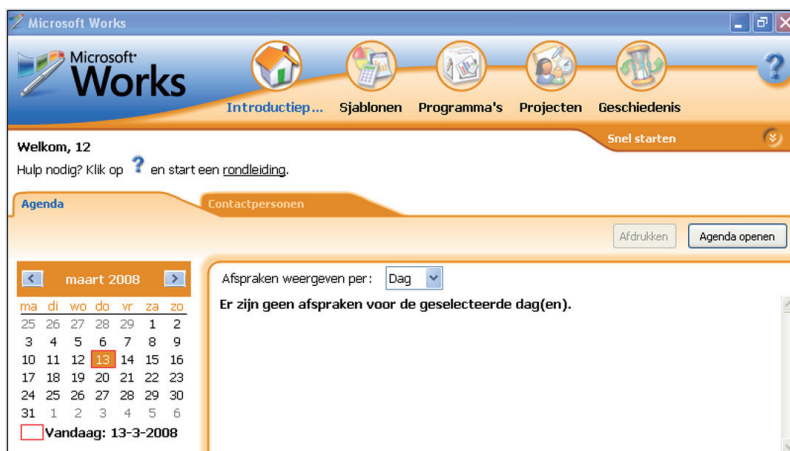 Microsoft Works
Microsoft
Works
Introductiep... Sjablonen Programma's Projecten Geschiedenis
?
Snel starten
Welkom, 12
Hulp nodig? Klik op ? en start een rondleiding.
Agenda Contactpersonen
Afdrukken Agenda openen
< maart 2008 >
Afspraken weergeven per: Dag
Er zijn geen afspraken voor de geselecteerde dag(en).
ma di wo do vr za zo
25 26 27 28 29 1 2
3 4 5 6 7 8 9
10 11 12 13 14 15 16
17 18 19 20 21 22 23
24 25 26 27 28 29 30
31 1 2 3 4 5 6
Vandaag: 13-3-2008